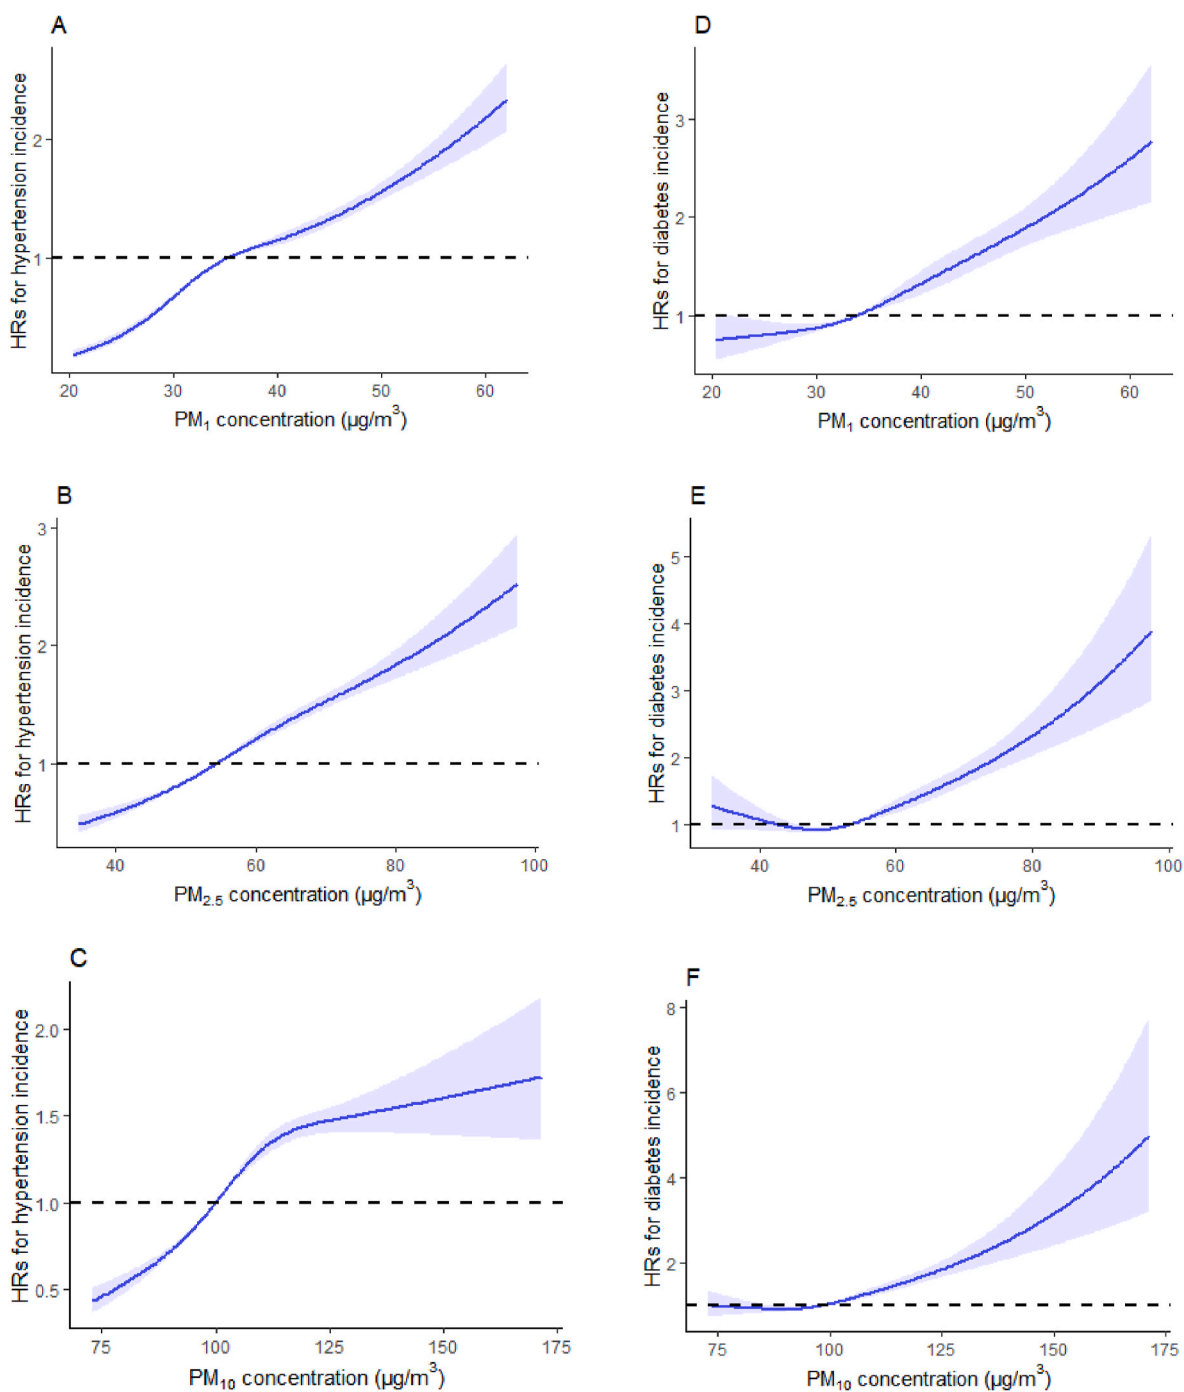 A
HRs for hypertension incidence
2
1
20 30 40 50 60
PM₁ concentration (µg/m³)
D
HRs for diabetes incidence
3
2
1
20 30 40 50 60
PM₁ concentration (µg/m³)
B
HRs for hypertension incidence
3
2
1
40 60 80 100
PM₂.₅ concentration (µg/m³)
E
HRs for diabetes incidence
5
4
3
2
1
40 60 80 100
PM₂.₅ concentration (µg/m³)
C
HRs for hypertension incidence
2.0
1.5
1.0
0.5
75 100 125 150 175
PM₁₀ concentration (µg/m³)
F
HRs for diabetes incidence
8
6
4
2
75 100 125 150 175
PM₁₀ concentration (µg/m³)